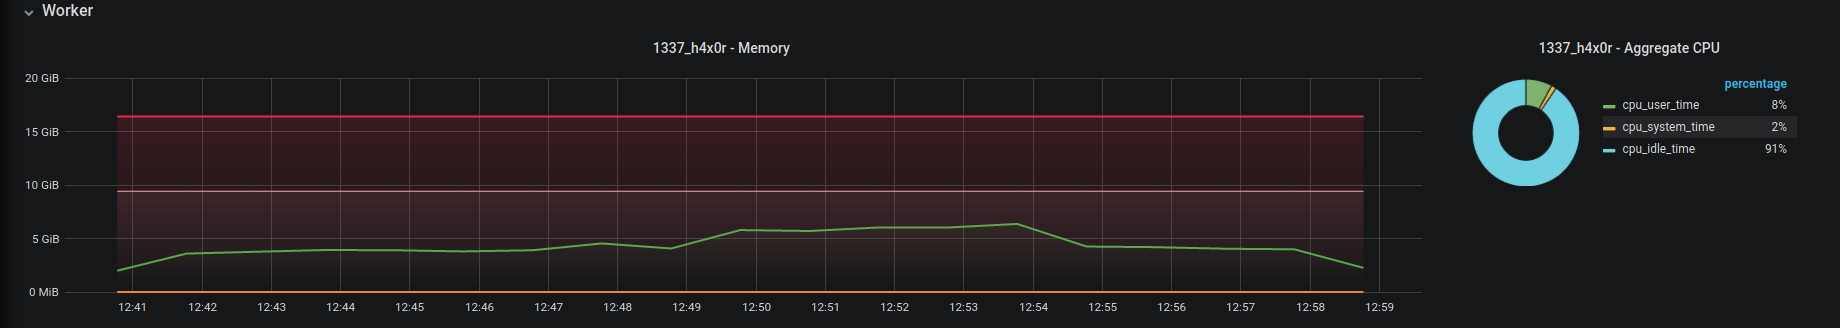 Worker
1337_h4x0r - Memory
20 GiB
15 GiB
10 GiB
5 GiB
0 MiB
12:41 12:42 12:43 12:44 12:45 12:46 12:47 12:48 12:49 12:50 12:51 12:52 12:53 12:54 12:55 12:56 12:57 12:58 12:59
1337_h4x0r - Aggregate CPU
percentage
cpu_user_time 8%
cpu_system_time 2%
cpu_idle_time 91%